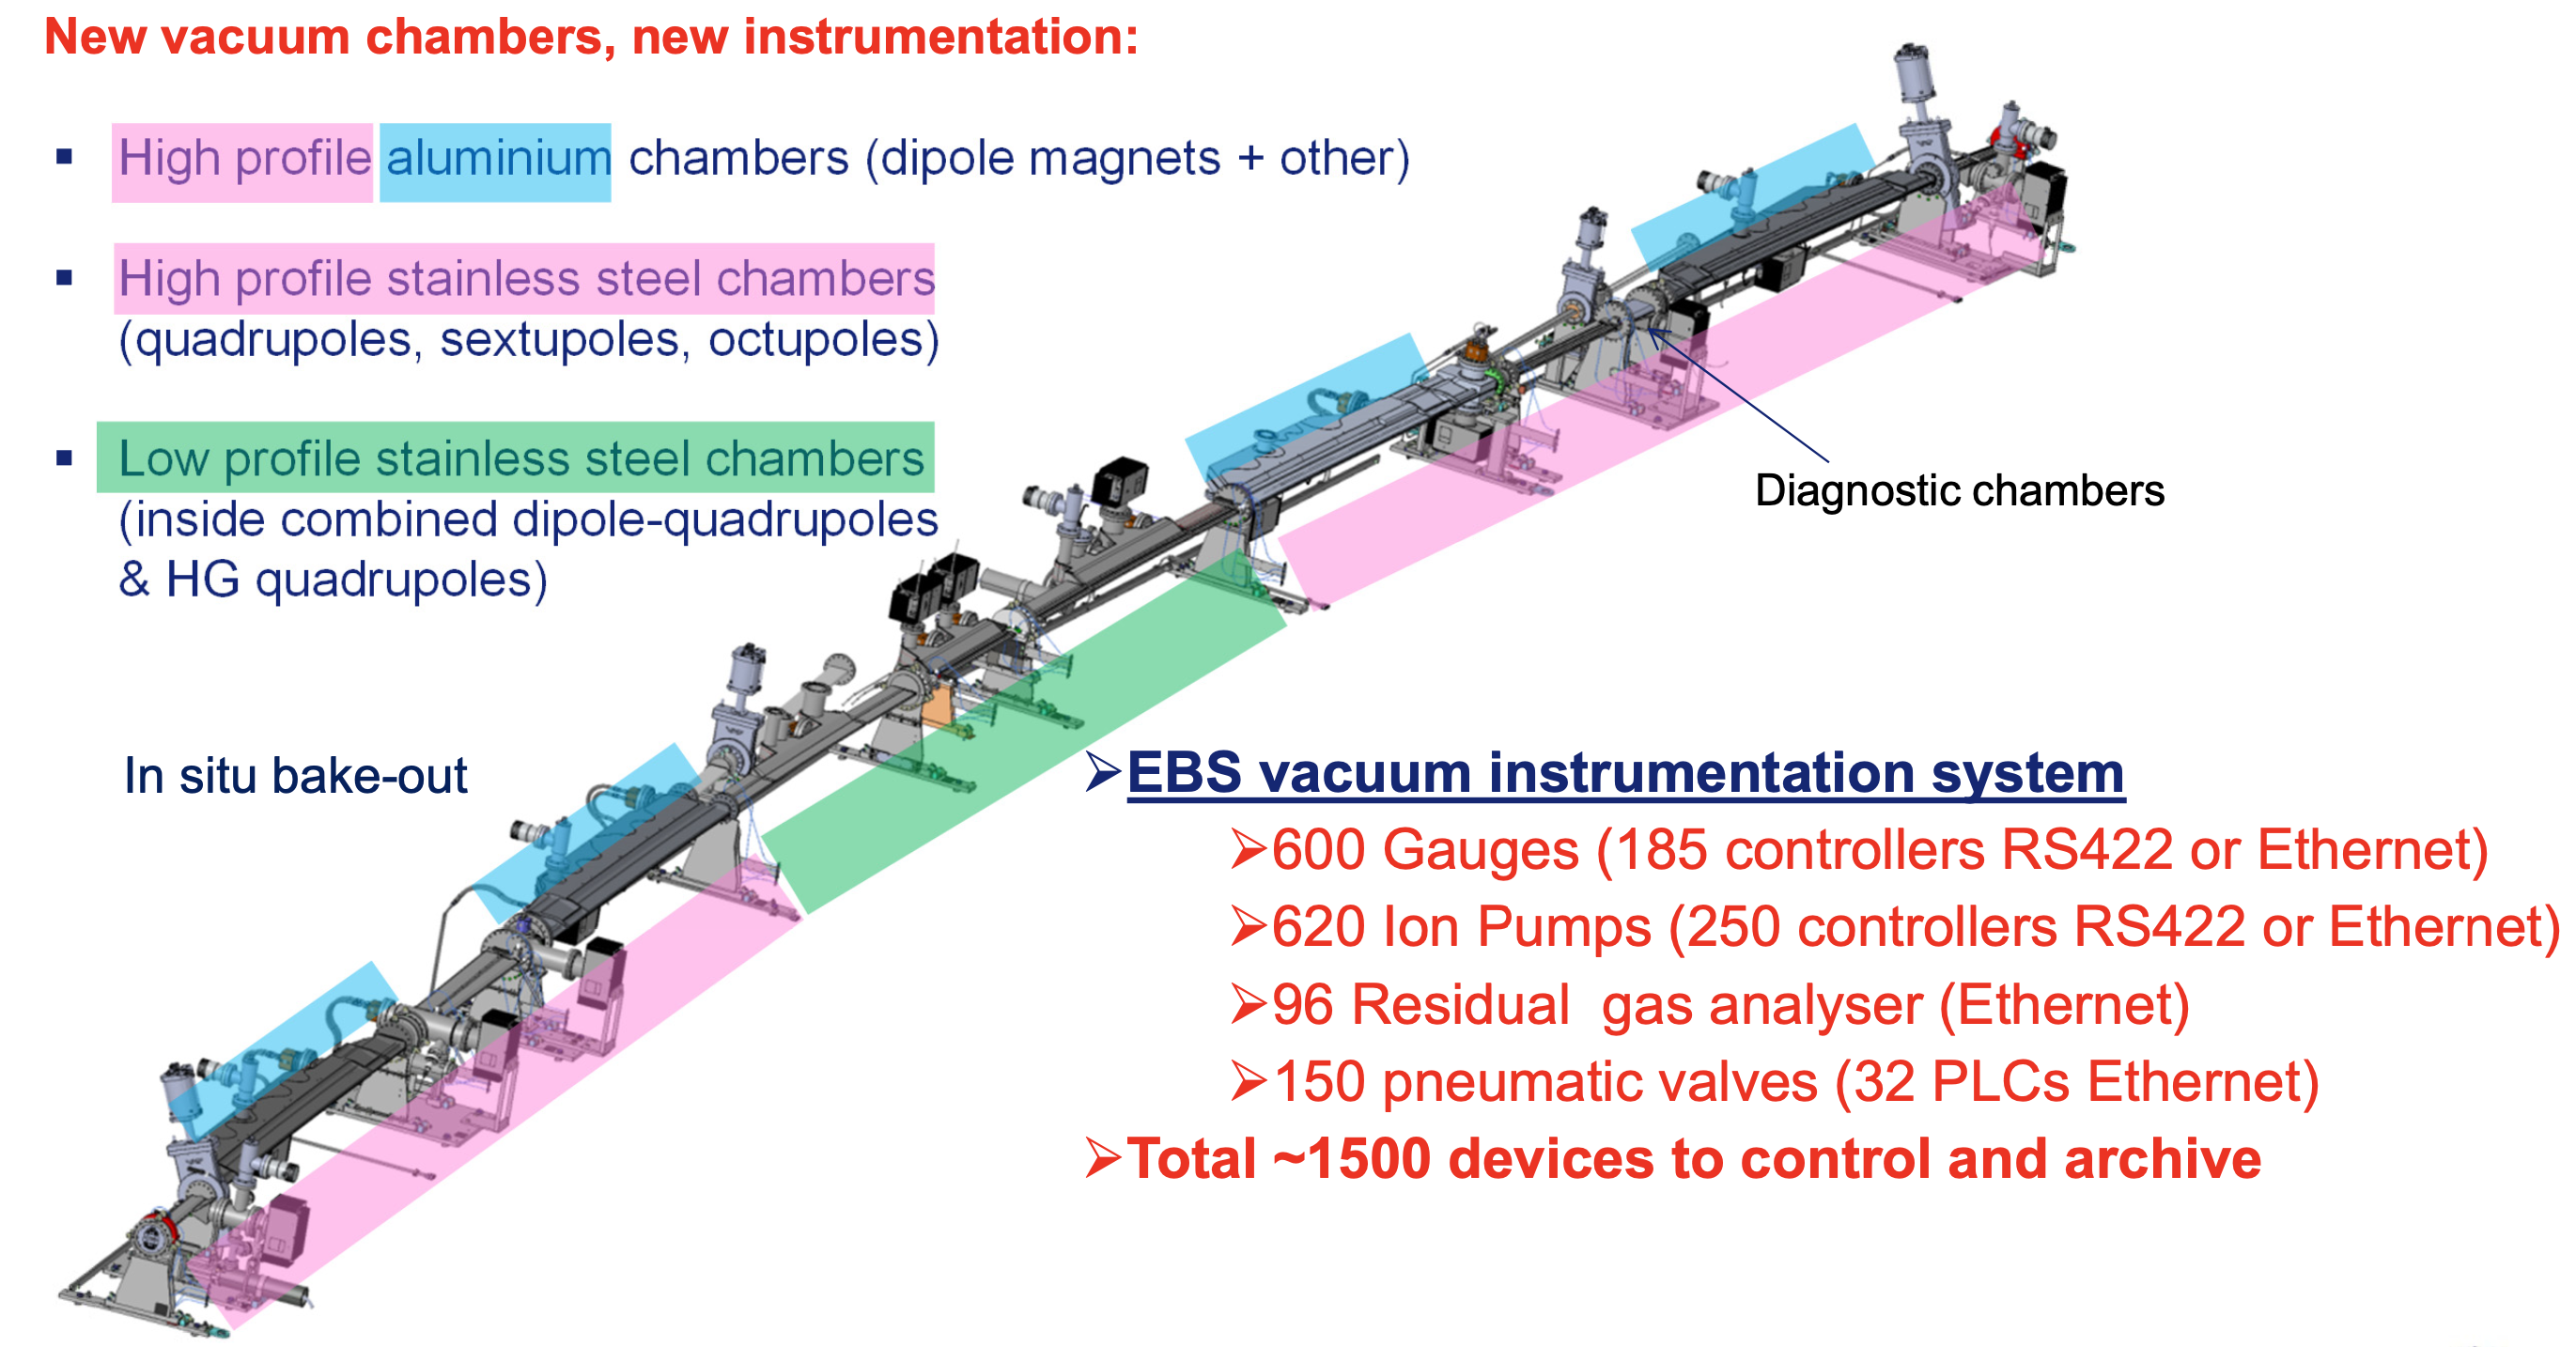 New vacuum chambers, new instrumentation:
▪ High profile aluminium chambers (dipole magnets + other)
▪ High profile stainless steel chambers
(quadrupoles, sextupoles, octupoles)
▪ Low profile stainless steel chambers
(inside combined dipole-quadrupoles
& HG quadrupoles)
Diagnostic chambers
In situ bake-out
➢EBS vacuum instrumentation system
➢600 Gauges (185 controllers RS422 or Ethernet)
➢620 Ion Pumps (250 controllers RS422 or Ethernet)
➢96 Residual  gas analyser (Ethernet)
➢150 pneumatic valves (32 PLCs Ethernet)
➢Total ~1500 devices to control and archive